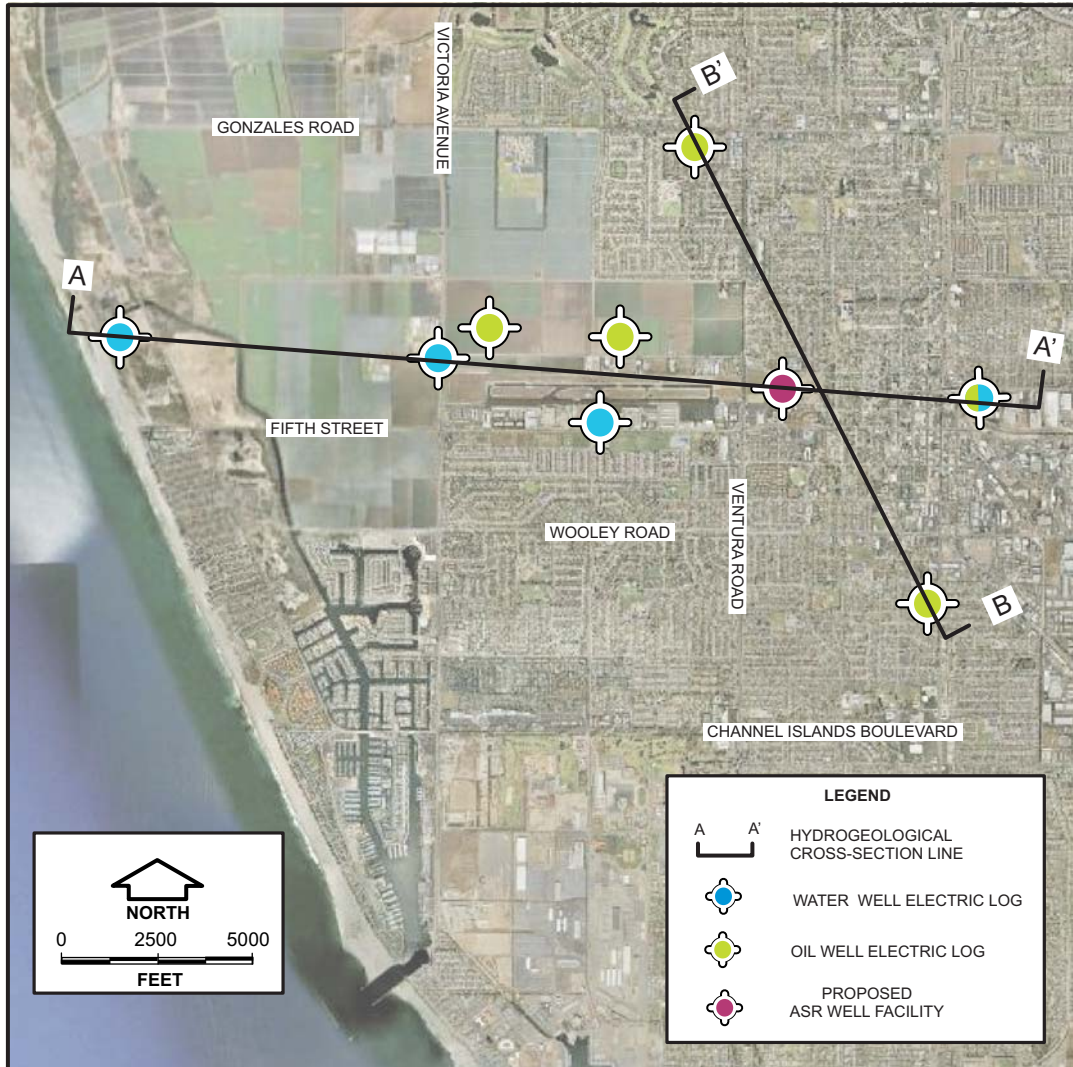 B'
VICTORIA AVENUE
GONZALES ROAD
A
A'
FIFTH STREET
VENTURA ROAD
WOOLEY ROAD
B
CHANNEL ISLANDS BOULEVARD
LEGEND
A A'
HYDROGEOLOGICAL
CROSS-SECTION LINE
WATER WELL ELECTRIC LOG
OIL WELL ELECTRIC LOG
PROPOSED
ASR WELL FACILITY
NORTH
0 2500 5000
FEET